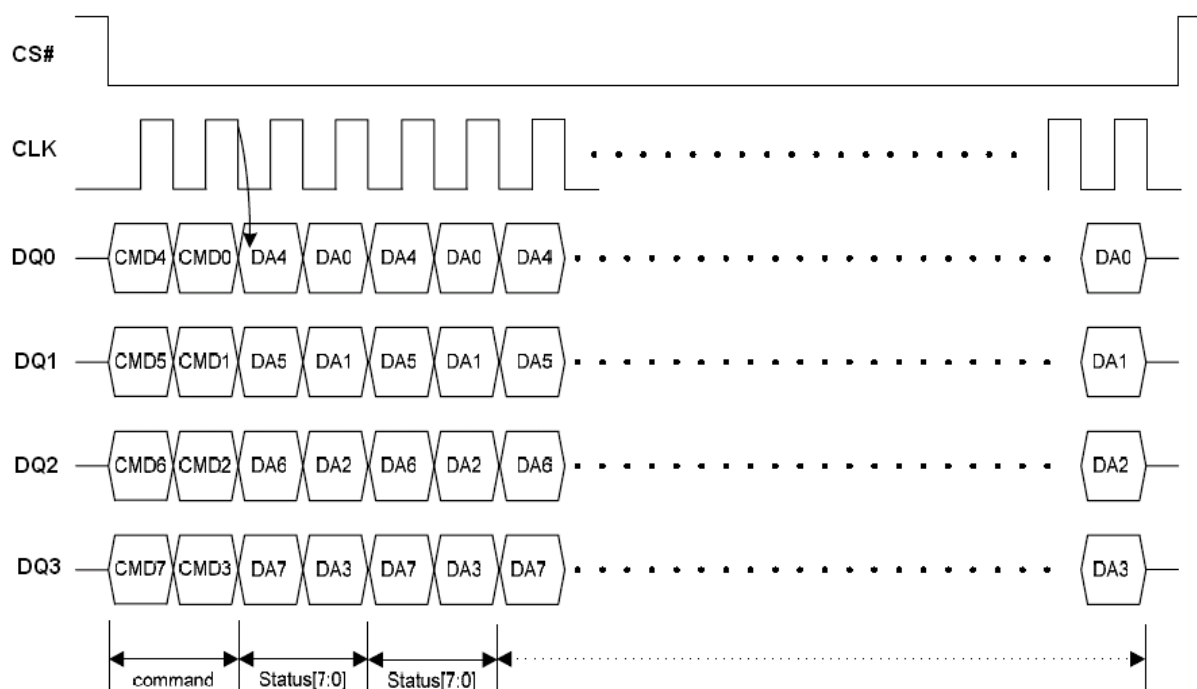 CS#
CLK
DQ0 CMD4 CMD0 DA4 DA0 DA4 DA0 DA4 DA0
DQ1 CMD5 CMD1 DA5 DA1 DA5 DA1 DA5 DA1
DQ2 CMD6 CMD2 DA6 DA2 DA6 DA2 DA6 DA2
DQ3 CMD7 CMD3 DA7 DA3 DA7 DA3 DA7 DA3
command Status[7:0] Status[7:0]